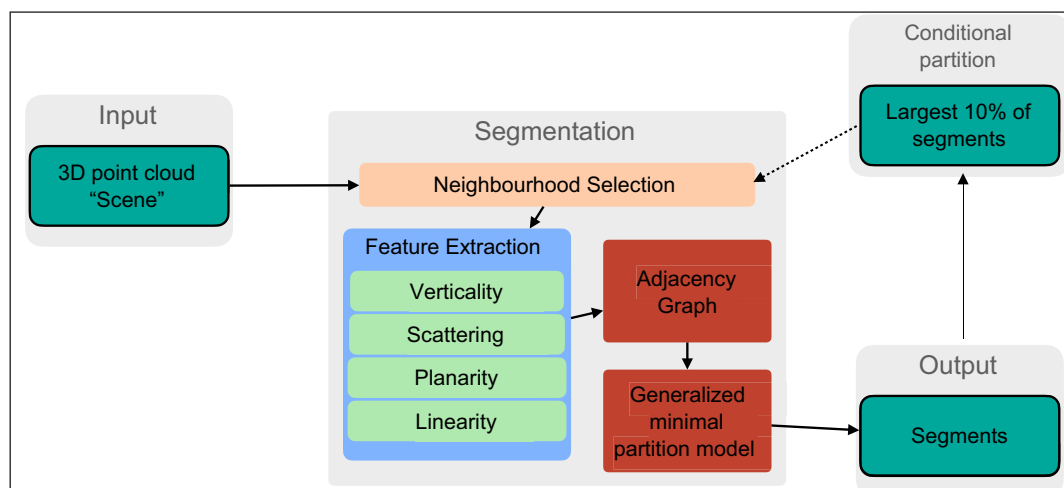 Input
3D point cloud
“Scene”
Segmentation
Neighbourhood Selection
Feature Extraction
Verticality
Scattering
Planarity
Linearity
Adjacency
Graph
Generalized
minimal
partition model
Conditional
partition
Largest 10% of
segments
Output
Segments